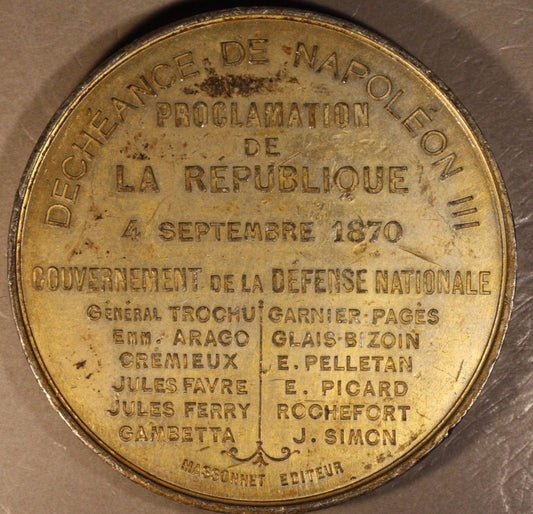 DÉCHÉANCE DE NAPOLÉON III
PROCLAMATION
DE
LA RÉPUBLIQUE
4 SEPTEMBRE 1870
GOUVERNEMENT DE LA DÉFENSE NATIONALE
GÉNÉRAL TROCHU GARNIER-PAGÈS
EMM. ARAGO GLAIS-BIZOIN
CRÉMIEUX E. PELLETAN
JULES FAVRE E. PICARD
JULES FERRY ROCHEFORT
GAMBETTA J. SIMON
MASSONNET EDITEUR